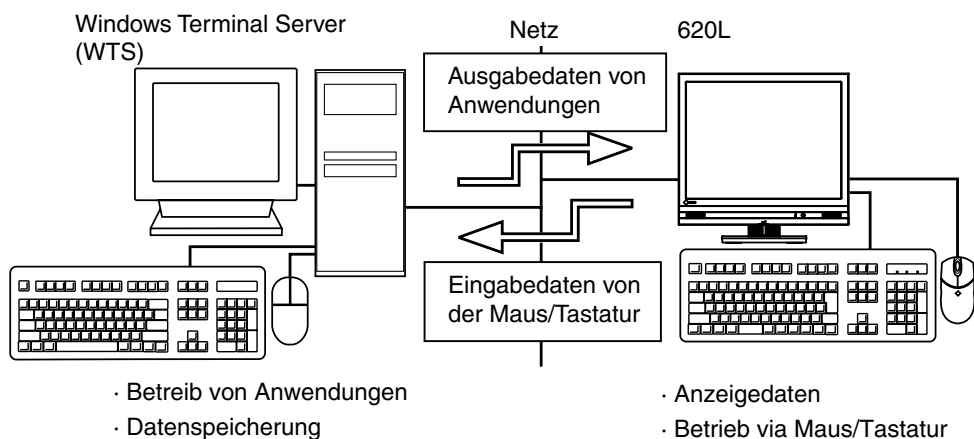 Windows Terminal Server
(WTS)
Netz
620L
Ausgabedaten von
Anwendungen
Eingabedaten von
der Maus/Tastatur
· Betreib von Anwendungen
· Datenspeicherung
· Anzeigedaten
· Betrieb via Maus/Tastatur